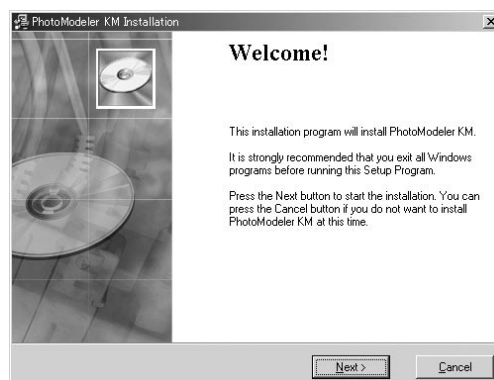 PhotoModeler KM Installation
Welcome!
This installation program will install PhotoModeler KM.
It is strongly recommended that you exit all Windows
programs before running this Setup Program.
Press the Next button to start the installation. You can
press the Cancel button if you do not want to install
PhotoModeler KM at this time.
Next >
Cancel